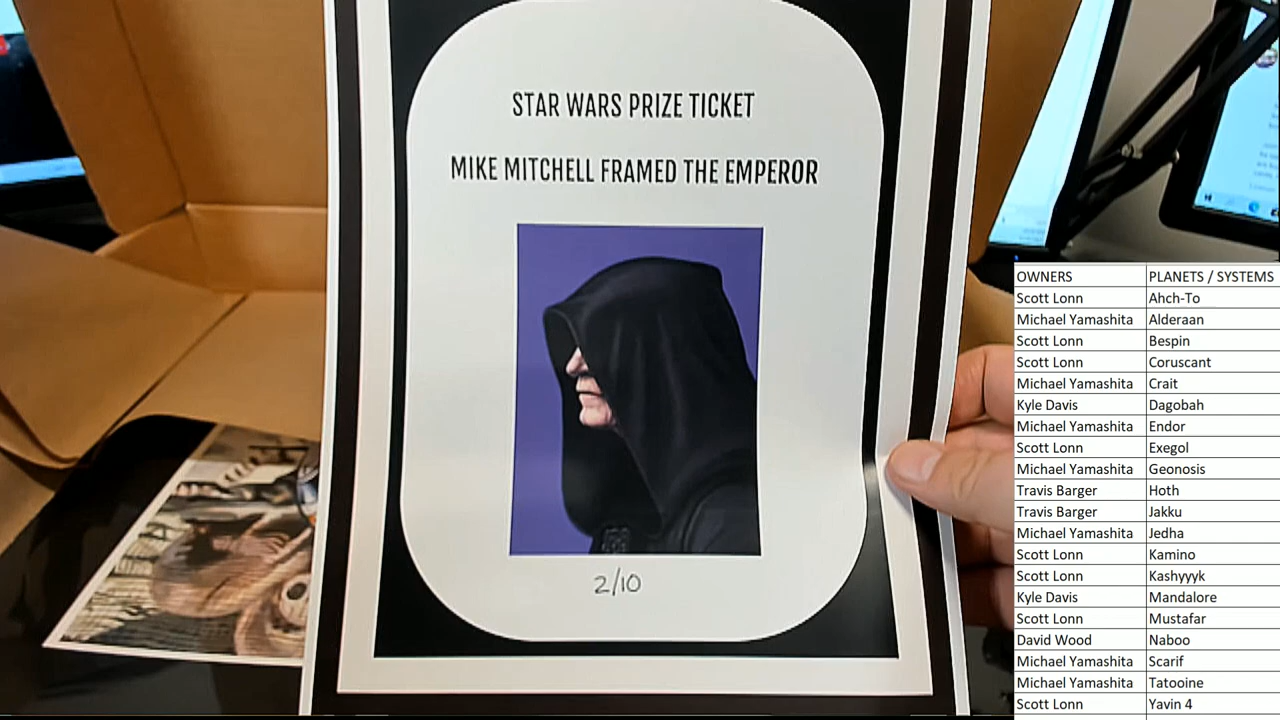 STAR WARS PRIZE TICKET
MIKE MITCHELL FRAMED THE EMPEROR
2/10
OWNERS PLANETS / SYSTEMS
Scott Lonn Ahch-To
Michael Yamashita Alderaan
Scott Lonn Bespin
Scott Lonn Coruscant
Michael Yamashita Crait
Kyle Davis Dagobah
Michael Yamashita Endor
Scott Lonn Exegol
Michael Yamashita Geonosis
Travis Barger Hoth
Travis Barger Jakku
Michael Yamashita Jedha
Scott Lonn Kamino
Scott Lonn Kashyyyk
Kyle Davis Mandalore
Scott Lonn Mustafar
David Wood Naboo
Michael Yamashita Scarif
Michael Yamashita Tatooine
Scott Lonn Yavin 4